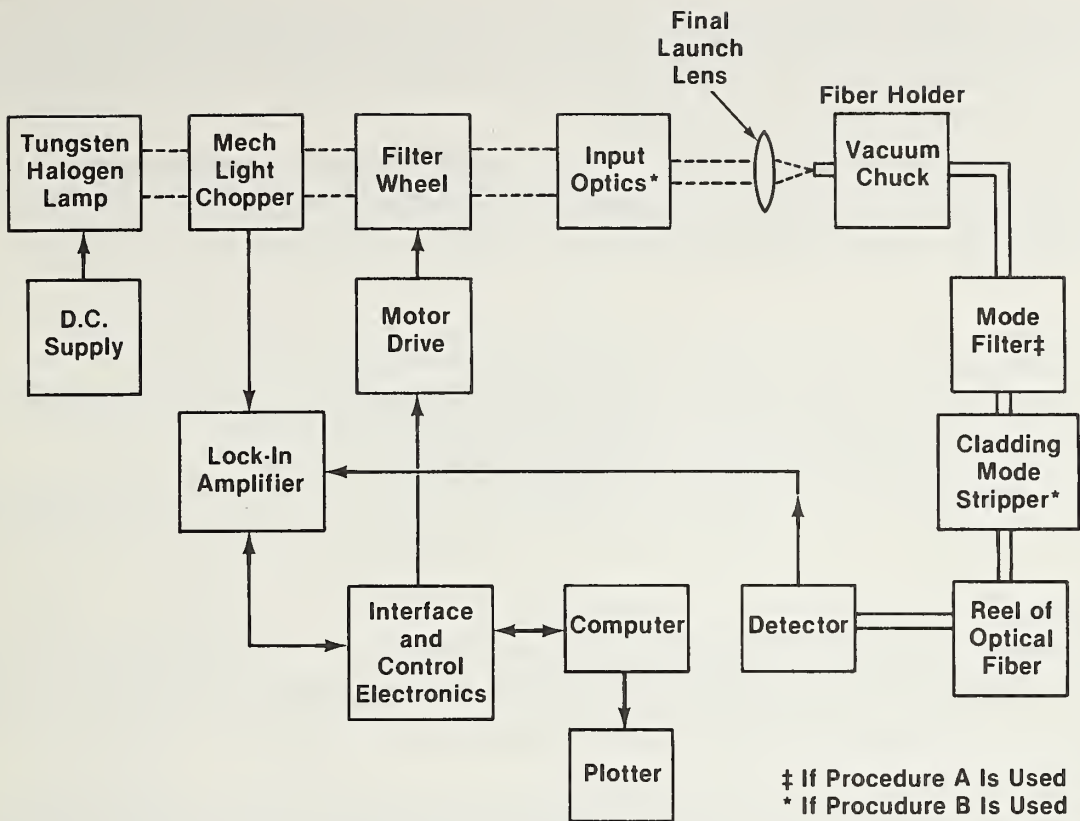 Final
Launch
Lens
Fiber Holder
Tungsten
Halogen
Lamp
Mech
Light
Chopper
Filter
Wheel
Input
Optics*
Vacuum
Chuck
D.C.
Supply
Motor
Drive
Mode
Filter‡
Lock-In
Amplifier
Cladding
Mode
Stripper*
Interface
and
Control
Electronics
Computer
Detector
Reel of
Optical
Fiber
Plotter
‡ If Procedure A Is Used
* If Procudure B Is Used